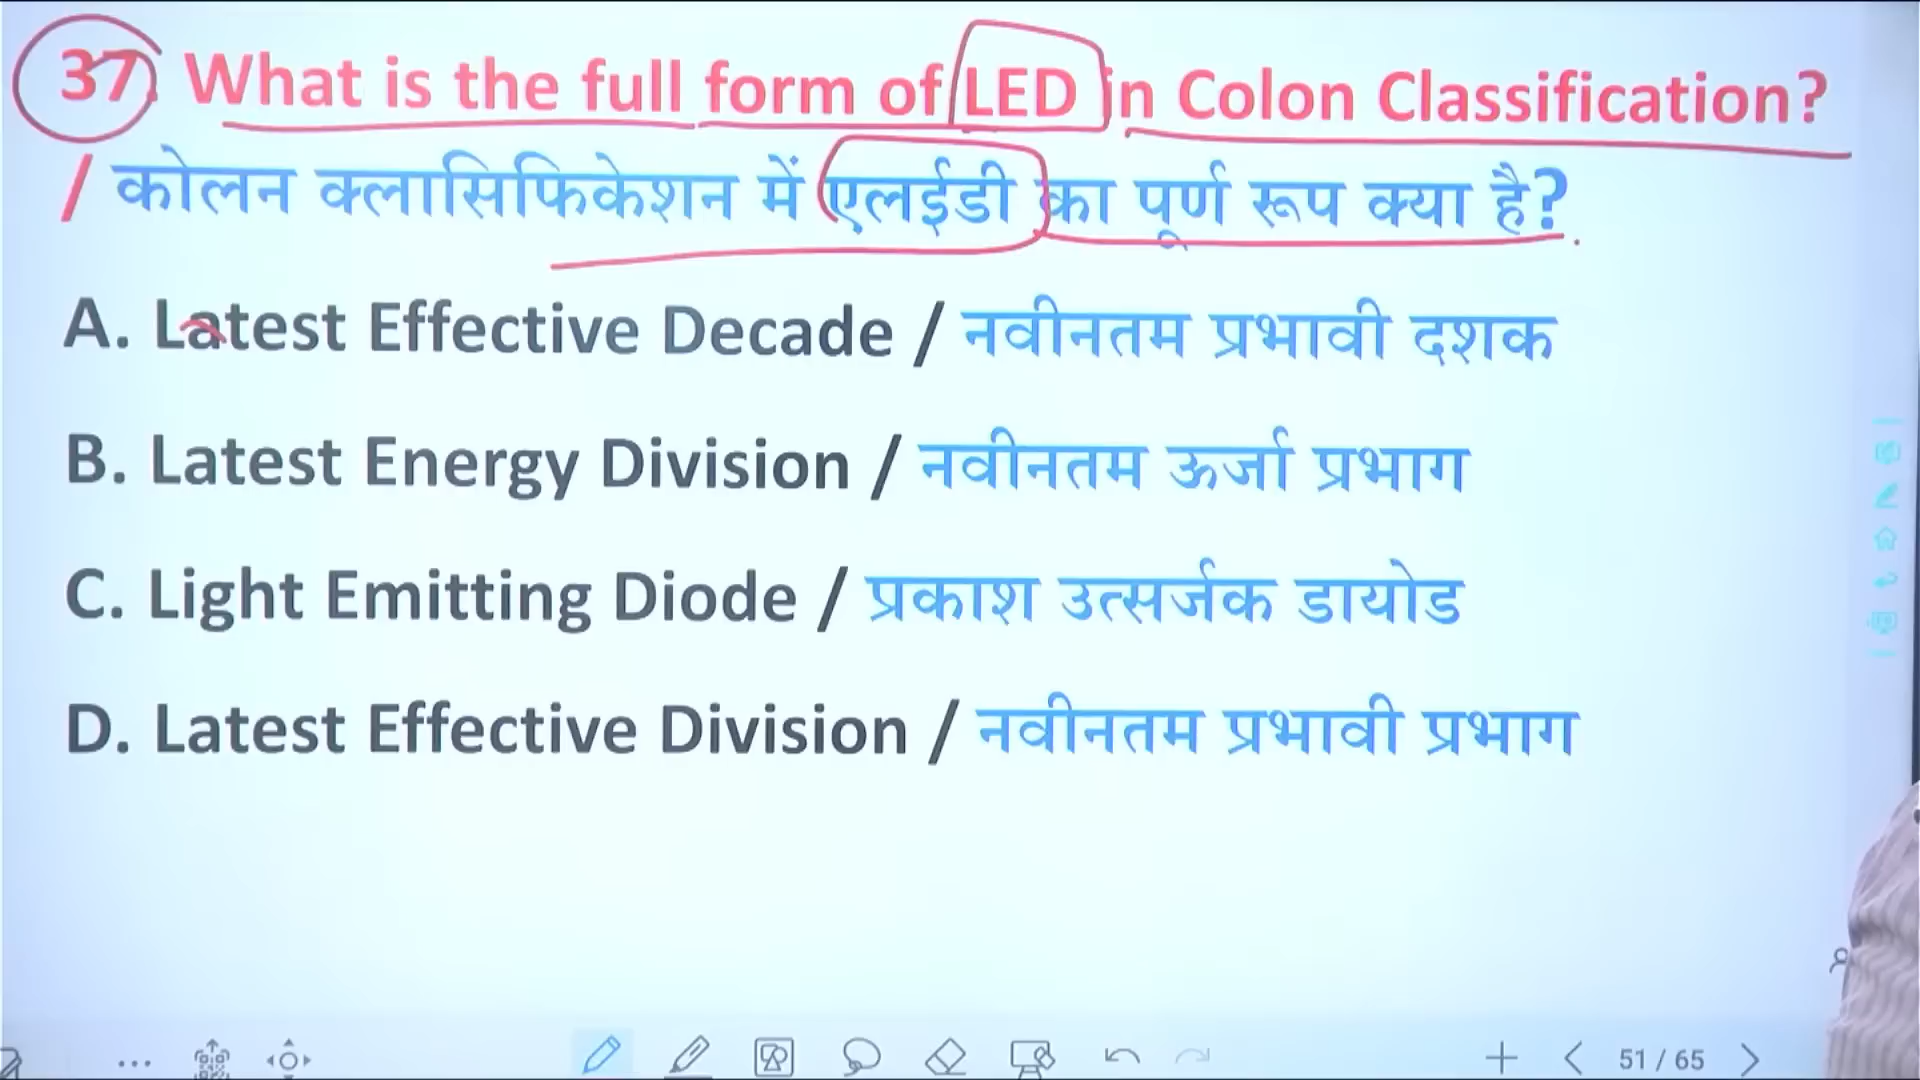 37. What is the full form of LED in Colon Classification?
/ कोलन क्लासिफिकेशन में एलईडी का पूर्ण रूप क्या है?
A. Latest Effective Decade / नवीनतम प्रभावी दशक
B. Latest Energy Division / नवीनतम ऊर्जा प्रभाग
C. Light Emitting Diode / प्रकाश उत्सर्जक डायोड
D. Latest Effective Division / नवीनतम प्रभावी प्रभाग
51 / 65